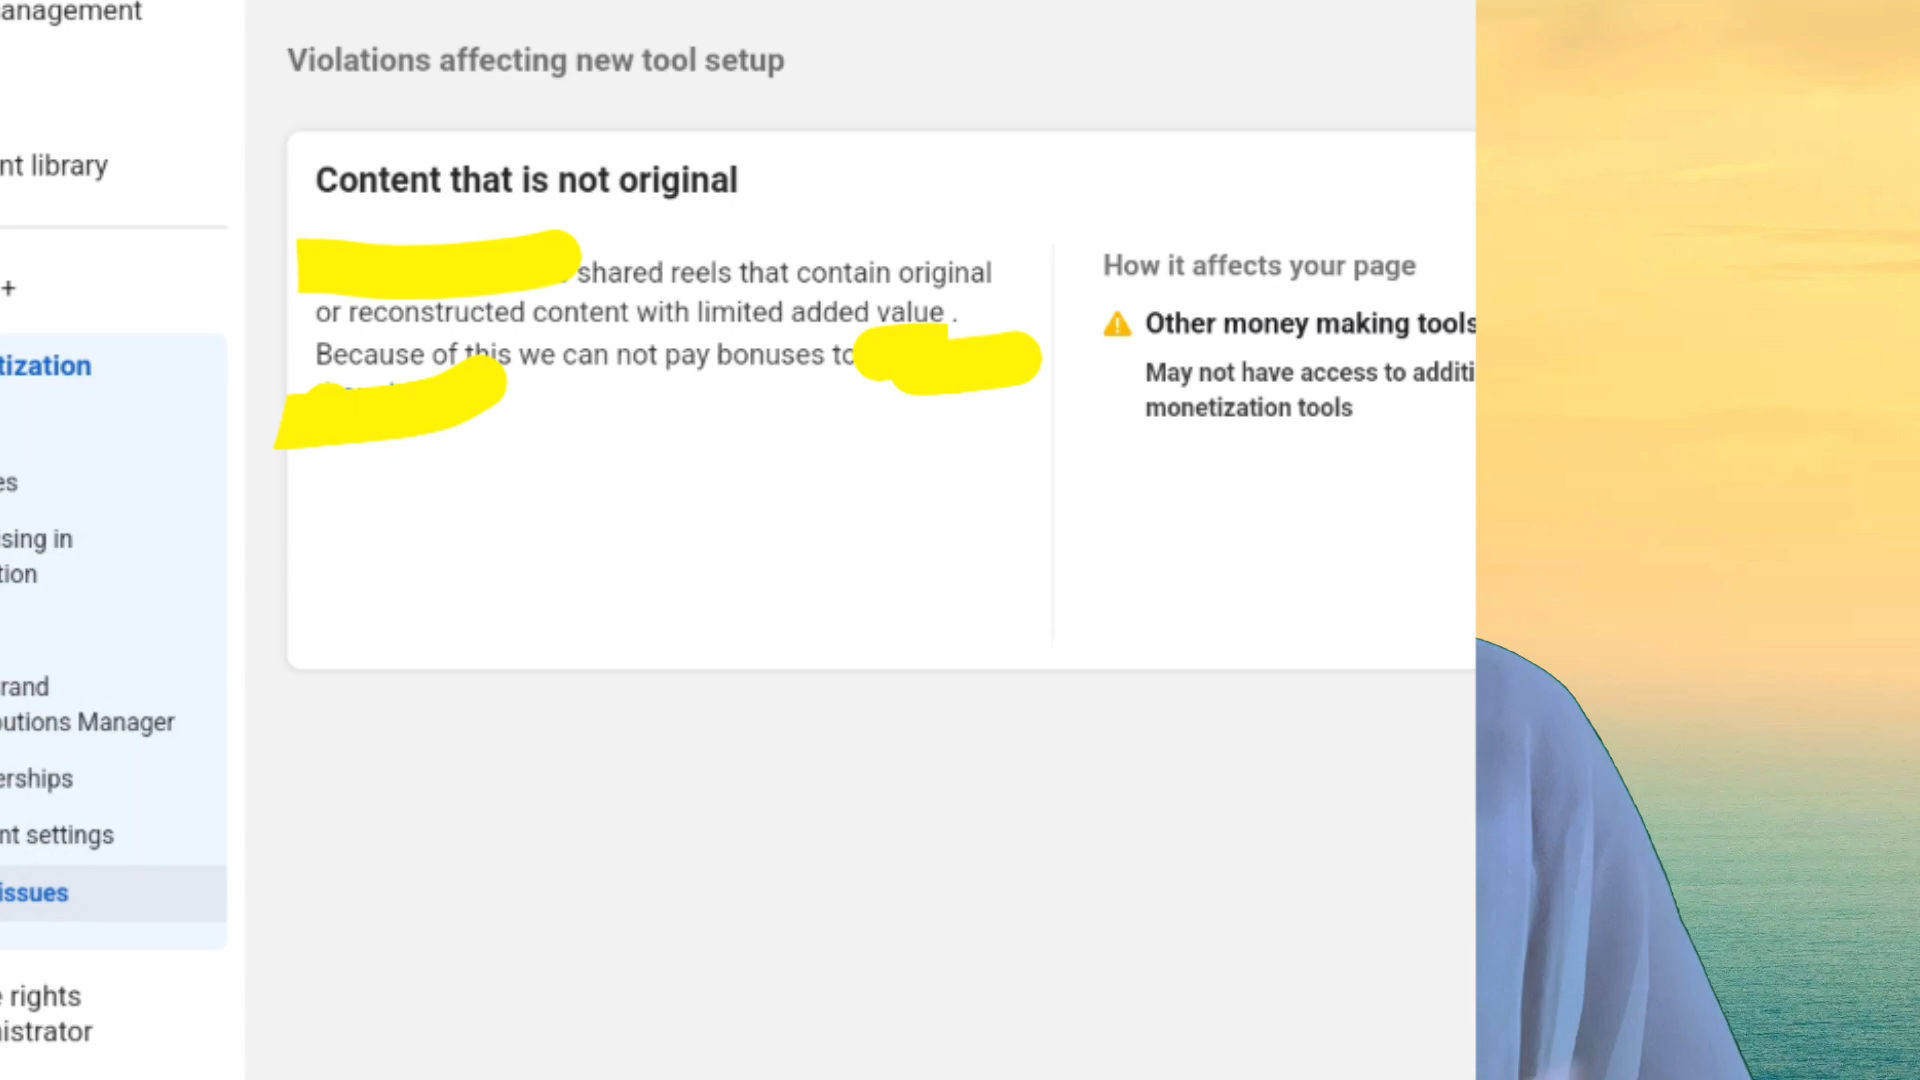 anagement
nt library
+
tization
es
sing in
tion
rand
butions Manager
erships
nt settings
issues
rights
istrator
Violations affecting new tool setup
Content that is not original
shared reels that contain original
or reconstructed content with limited added value .
Because of this we can not pay bonuses to
How it affects your page
Other money making tools
May not have access to additi
monetization tools